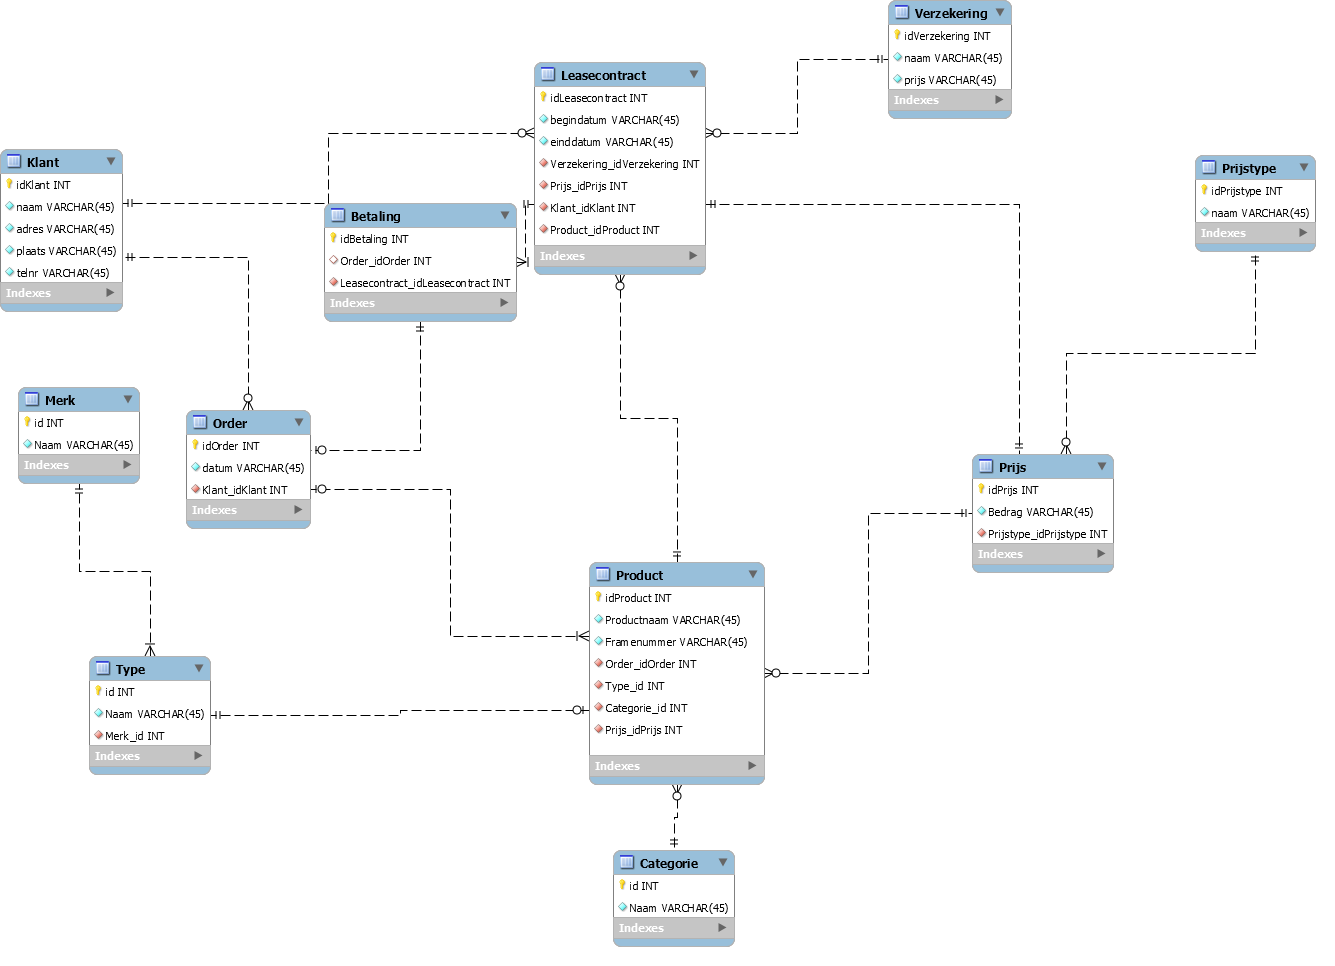 Verzekering
idVerzekering INT
naam VARCHAR(45)
prijs VARCHAR(45)
Indexes
Leasecontract
idLeasecontract INT
begindatum VARCHAR(45)
einddatum VARCHAR(45)
Verzekering_idVerzekering INT
Prijs_idPrijs INT
Klant_idKlant INT
Product_idProduct INT
Indexes
Klant
idKlant INT
naam VARCHAR(45)
adres VARCHAR(45)
plaats VARCHAR(45)
telnr VARCHAR(45)
Indexes
Prijstype
idPrijstype INT
naam VARCHAR(45)
Indexes
Betaling
idBetaling INT
Order_idOrder INT
Leasecontract_idLeasecontract INT
Indexes
Merk
id INT
Naam VARCHAR(45)
Indexes
Order
idOrder INT
datum VARCHAR(45)
Klant_idKlant INT
Indexes
Prijs
idPrijs INT
Bedrag VARCHAR(45)
Prijstype_idPrijstype INT
Indexes
Product
idProduct INT
Productnaam VARCHAR(45)
Framenummer VARCHAR(45)
Order_idOrder INT
Type_id INT
Categorie_id INT
Prijs_idPrijs INT
Indexes
Type
id INT
Naam VARCHAR(45)
Merk_id INT
Indexes
Categorie
id INT
Naam VARCHAR(45)
Indexes